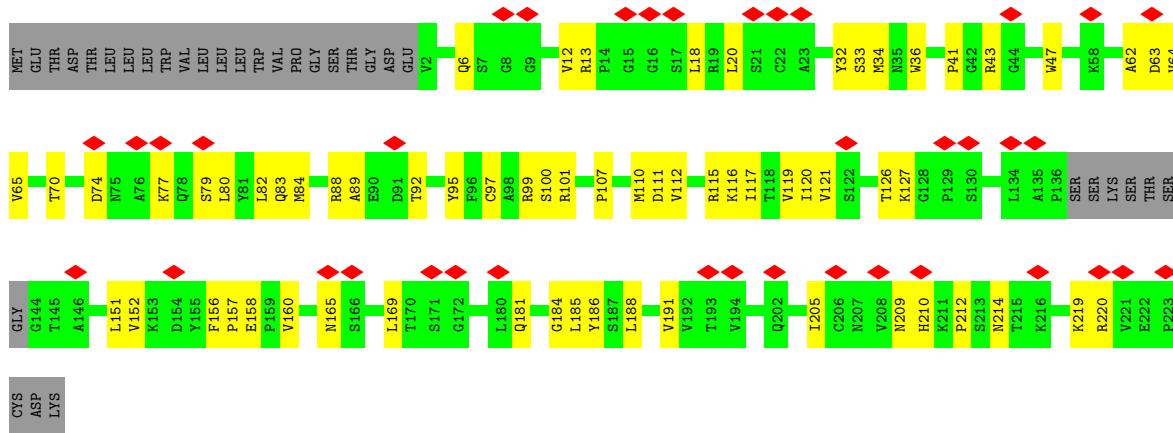 MET GLU THR ASP THR LEU LEU LEU TRP VAL LEU LEU LEU TRP VAL PRO GLY SER THR GLY ASP GLU V2 Q6 S7 G8 G9 V12 R13 P14 G15 G16 S17 L18 R19 L20 S21 C22 A23 Y32 S33 M34 N35 W36 P41 G42 R43 G44 W47 K58 A62 D63 V64
V65 T70 D74 N75 A76 K77 Q78 S79 L80 Y81 L82 Q83 M84 R88 A89 E90 D91 T92 Y95 F96 C97 A98 R99 S100 R101 P107 M110 D111 V112 R115 K116 I117 T118 V119 I120 V121 S122 T126 K127 G128 P129 S130 L134 A135 P136 SER SER LYS SER THR SER
GLY G144 T145 A146 L151 V152 K153 D154 Y155 F156 P157 E158 P159 V160 N165 S166 L169 T170 S171 G172 L180 Q181 G184 L185 Y186 S187 L188 V191 V192 T193 V194 Q202 I205 C206 N207 V208 N209 H210 K211 P212 S213 N214 T215 K216 K219 R220 V221 E222 P223
CYS ASP LYS